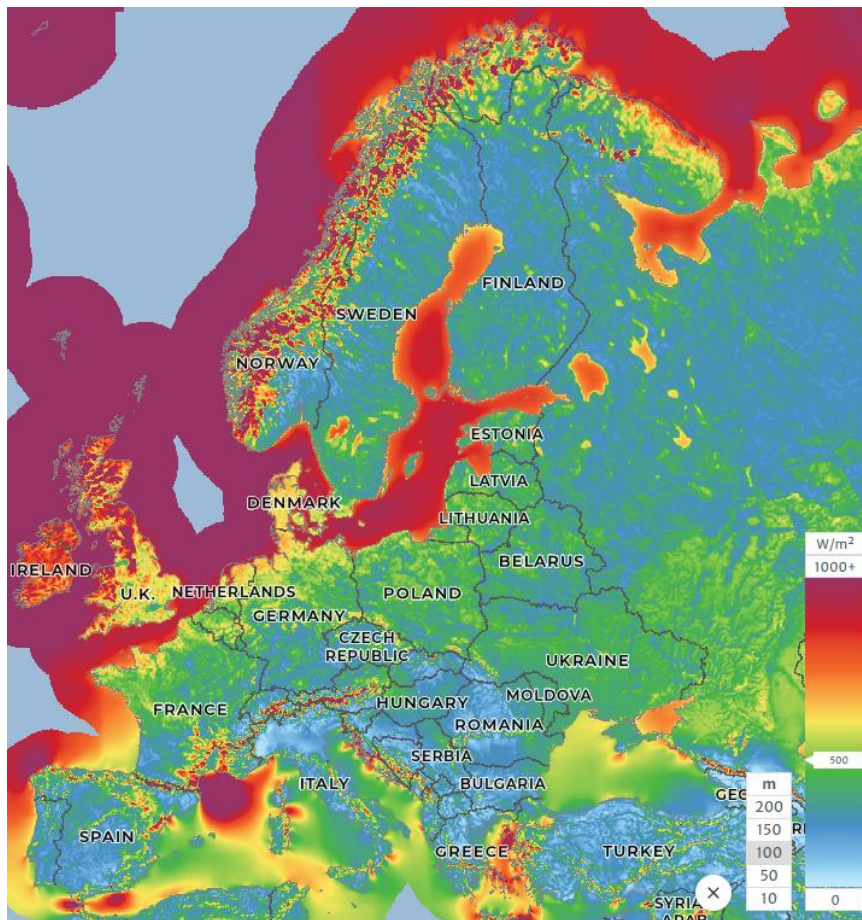 FINLAND
SWEDEN
NORWAY
ESTONIA
LATVIA
DENMARK
LITHUANIA
BELARUS
IRELAND
U.K.
NETHERLANDS
POLAND
GERMANY
CZECH
REPUBLIC
UKRAINE
FRANCE
HUNGARY
MOLDOVA
ROMANIA
SERBIA
ITALY
BULGARIA
SPAIN
GREECE
TURKEY
W/m²
1000+
500
0
m
200
150
100
50
10
×